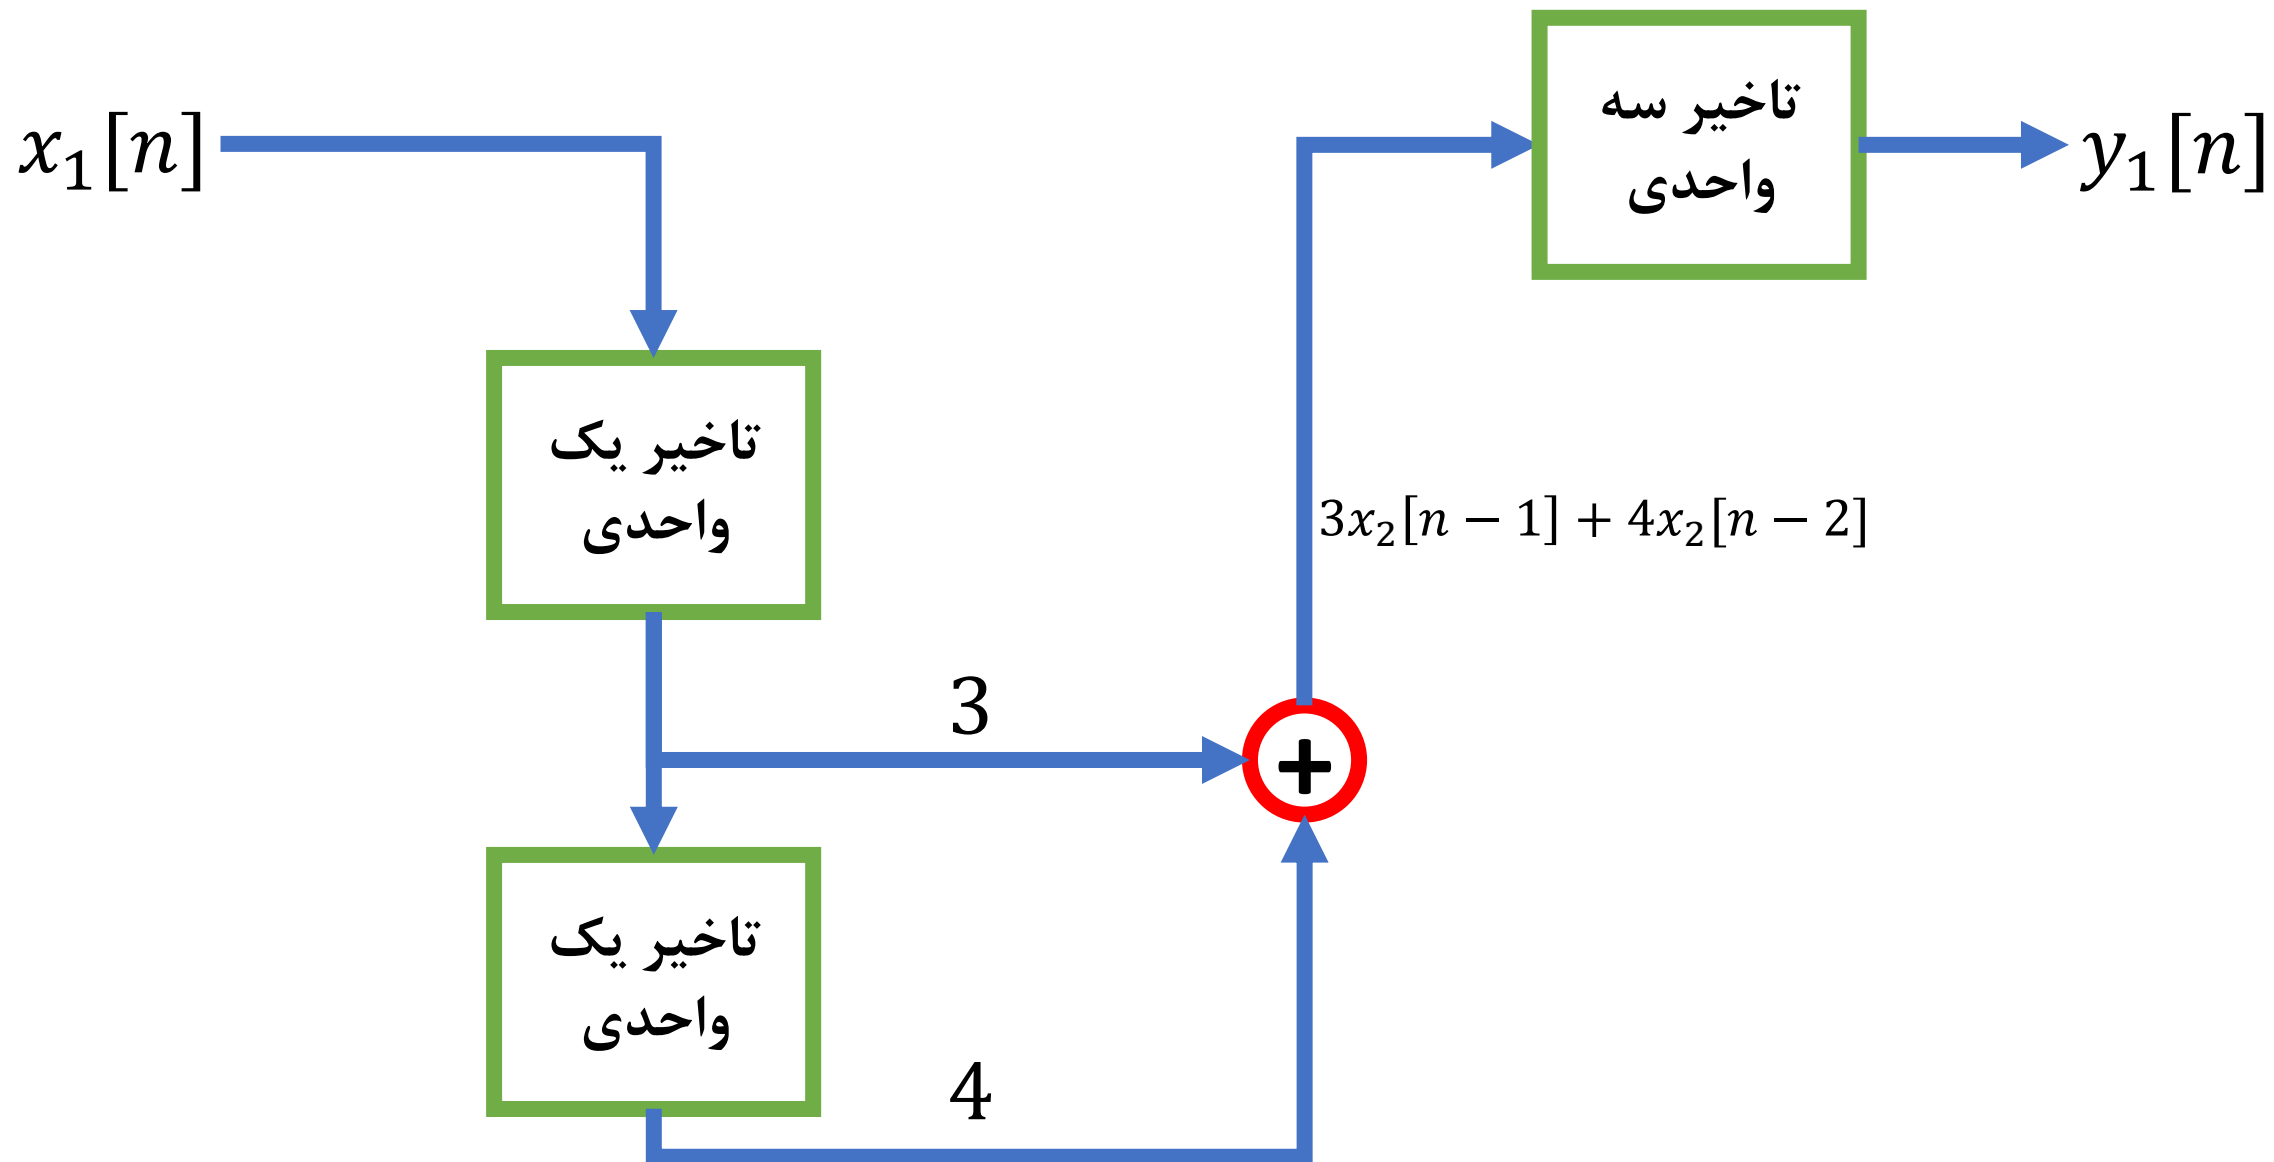 x₁[n]
تاخیر سه
واحدی
y₁[n]
تاخیر یک
واحدی
3x₂[n − 1] + 4x₂[n − 2]
3
+
تاخیر یک
واحدی
4